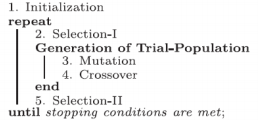 1. Initialization
repeat
2. Selection-I
Generation of Trial-Population
3. Mutation
4. Crossover
end
5. Selection-II
until stopping conditions are met;